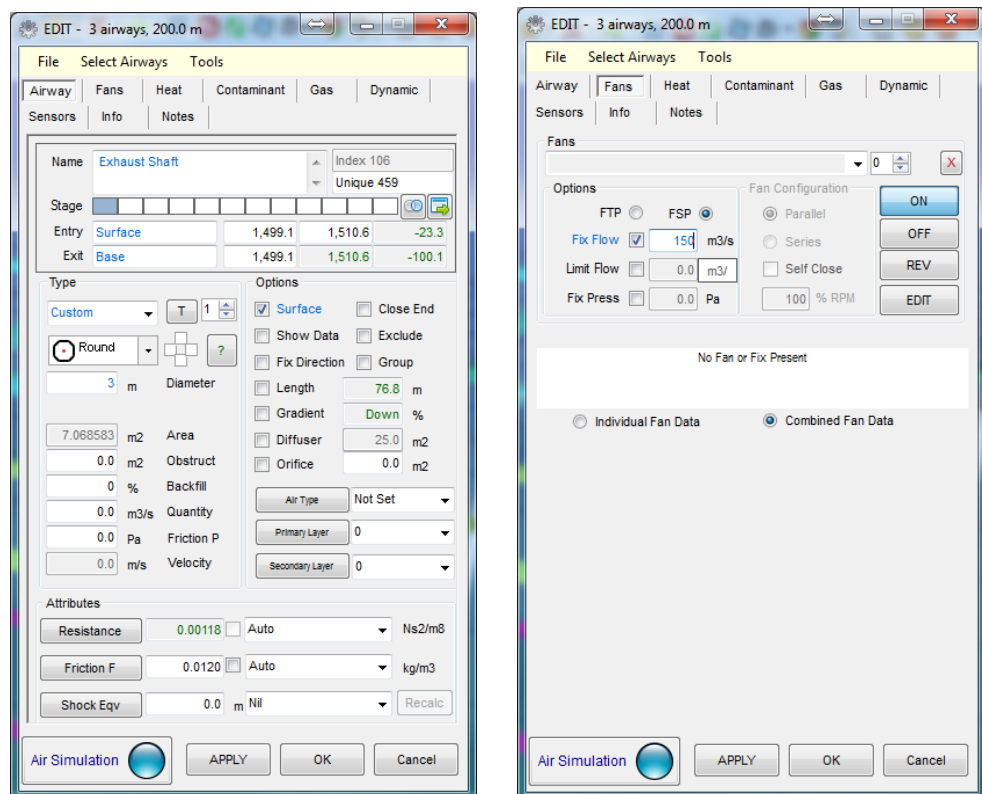 EDIT - 3 airways, 200.0 m
File Select Airways Tools
Airway Fans Heat Contaminant Gas Dynamic
Sensors Info Notes
Name Exhaust Shaft Index 106
Unique 459
Stage
Entry Surface 1,499.1 1,510.6 -23.3
Exit Base 1,499.1 1,510.6 -100.1
Type
Custom T 1
Round ?
3 m Diameter
7.068583 m2 Area
0.0 m2 Obstruct
0 % Backfill
0.0 m3/s Quantity
0.0 Pa Friction P
0.0 m/s Velocity
Options
Surface Close End
Show Data Exclude
Fix Direction Group
Length 76.8 m
Gradient Down %
Diffuser 25.0 m2
Orifice 0.0 m2
Air Type Not Set
Primary Layer 0
Secondary Layer 0
Attributes
Resistance 0.00118 Auto Ns2/m8
Friction F 0.0120 Auto kg/m3
Shock Eqv 0.0 m Nil Recalc
Air Simulation APPLY OK Cancel
EDIT - 3 airways, 200.0 m
X
File Select Airways Tools
Airway Fans Heat Contaminant Gas Dynamic
Sensors Info Notes
Fans
0 X
Options
FTP FSP
Fix Flow 150 m3/s
Limit Flow 0.0 m3/
Fix Press 0.0 Pa
Fan Configuration
Parallel
Series
Self Close
100 % RPM
ON
OFF
REV
EDIT
No Fan or Fix Present
Individual Fan Data Combined Fan Data
Air Simulation APPLY OK Cancel